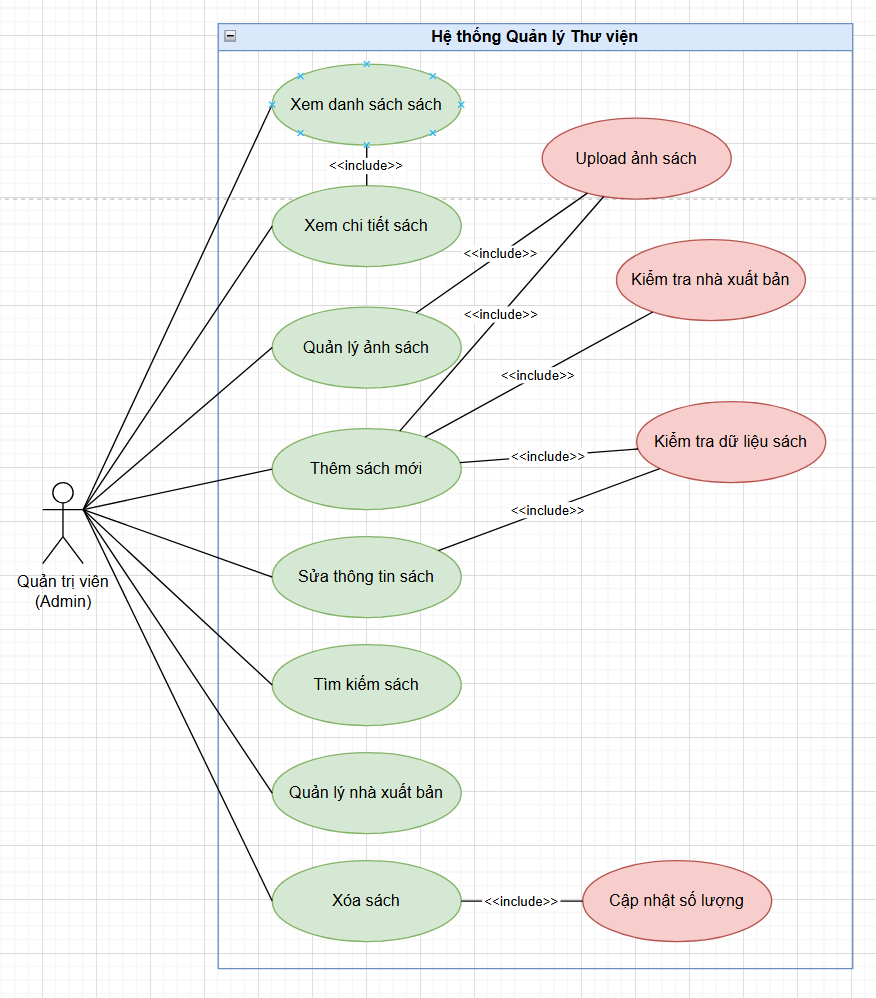 Hệ thống Quản lý Thư viện
Xem danh sách sách
<<include>>
Upload ảnh sách
Xem chi tiết sách
<<include>>
Kiểm tra nhà xuất bản
<<include>>
Quản lý ảnh sách
<<include>>
Kiểm tra dữ liệu sách
<<include>>
Thêm sách mới
<<include>>
Sửa thông tin sách
Quản trị viên
(Admin)
Tìm kiếm sách
Quản lý nhà xuất bản
Xóa sách
<<include>>
Cập nhật số lượng